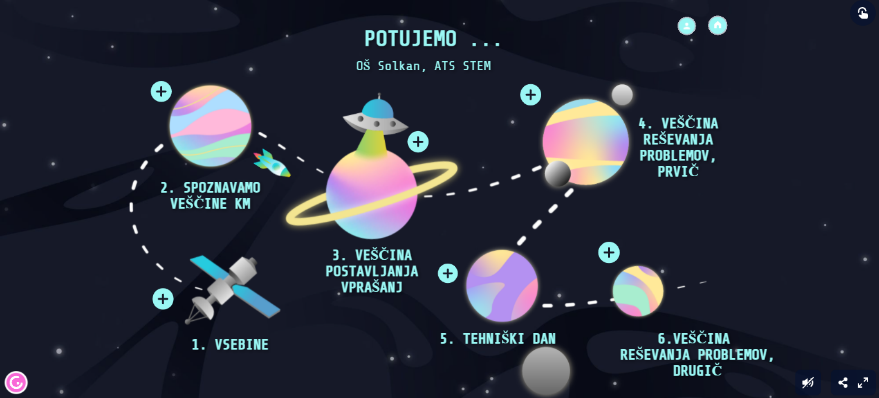 POTUJEMO ...
OŠ Solkan, ATS STEM
1. VSEBINE
2. SPOZNAVAMO
VEŠČINE KM
3. VEŠČINA
POSTAVLJANJA
VPRAŠANJ
4. VEŠČINA
REŠEVANJA
PROBLEMOV,
PRVIČ
5. TEHNIŠKI DAN
6.VEŠČINA
REŠEVANJA PROBLEMOV,
DRUGIČ